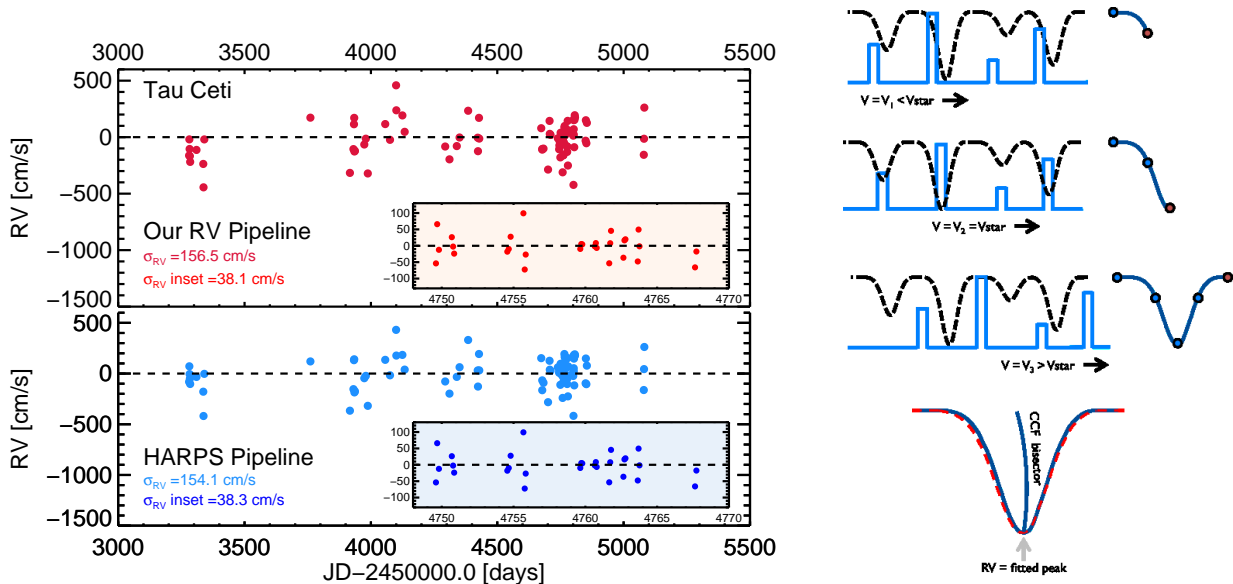 3000 3500 4000 4500 5000 5500
500
0
−500
−1000
−1500
RV [cm/s]
Tau Ceti
Our RV Pipeline
σRV =156.5 cm/s
σRV inset =38.1 cm/s
100
50
0
−50
−100
4750 4755 4760 4765 4770
500
0
−500
−1000
−1500
RV [cm/s]
HARPS Pipeline
σRV =154.1 cm/s
σRV inset =38.3 cm/s
100
50
0
−50
−100
4750 4755 4760 4765 4770
3000 3500 4000 4500 5000 5500
JD−2450000.0 [days]
V = V1 < Vstar
V = V2 = Vstar
V = V3 > Vstar
CCF bisector
RV = fitted peak